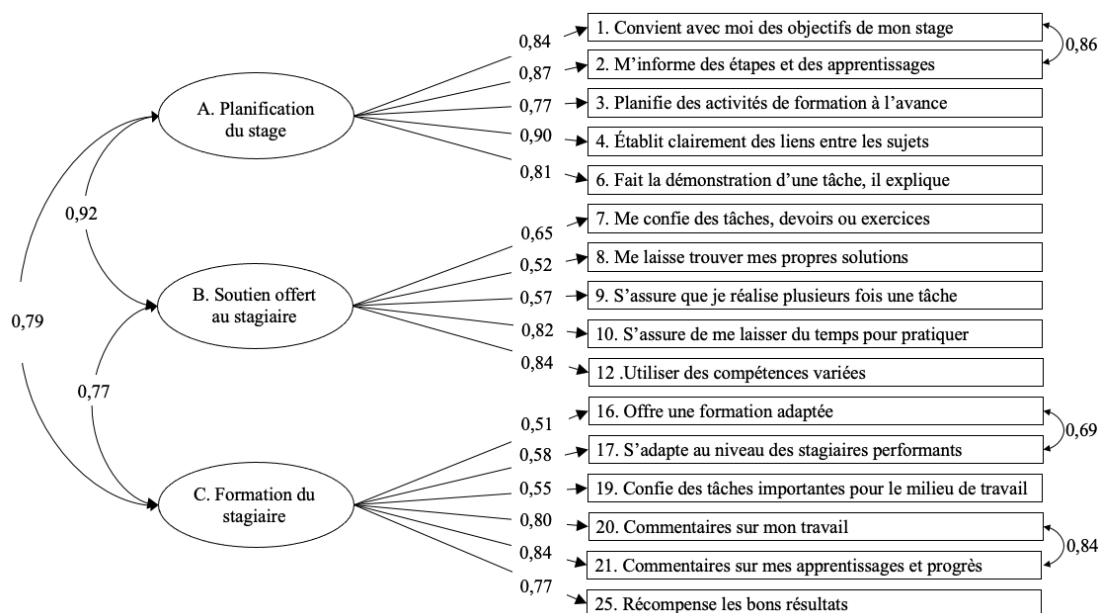 0,84
1. Convient avec moi des objectifs de mon stage
0,86
0,87
2. M’informe des étapes et des apprentissages
A. Planification
du stage
0,77
3. Planifie des activités de formation à l’avance
0,90
4. Établit clairement des liens entre les sujets
0,81
6. Fait la démonstration d’une tâche, il explique
0,92
0,65
7. Me confie des tâches, devoirs ou exercices
0,52
8. Me laisse trouver mes propres solutions
B. Soutien offert
au stagiaire
0,57
9. S’assure que je réalise plusieurs fois une tâche
0,79
0,82
10. S’assure de me laisser du temps pour pratiquer
0,84
12 .Utiliser des compétences variées
0,77
0,51
16. Offre une formation adaptée
0,69
0,58
17. S’adapte au niveau des stagiaires performants
C. Formation du
stagiaire
0,55
19. Confie des tâches importantes pour le milieu de travail
0,80
20. Commentaires sur mon travail
0,84
0,84
21. Commentaires sur mes apprentissages et progrès
0,77
25. Récompense les bons résultats